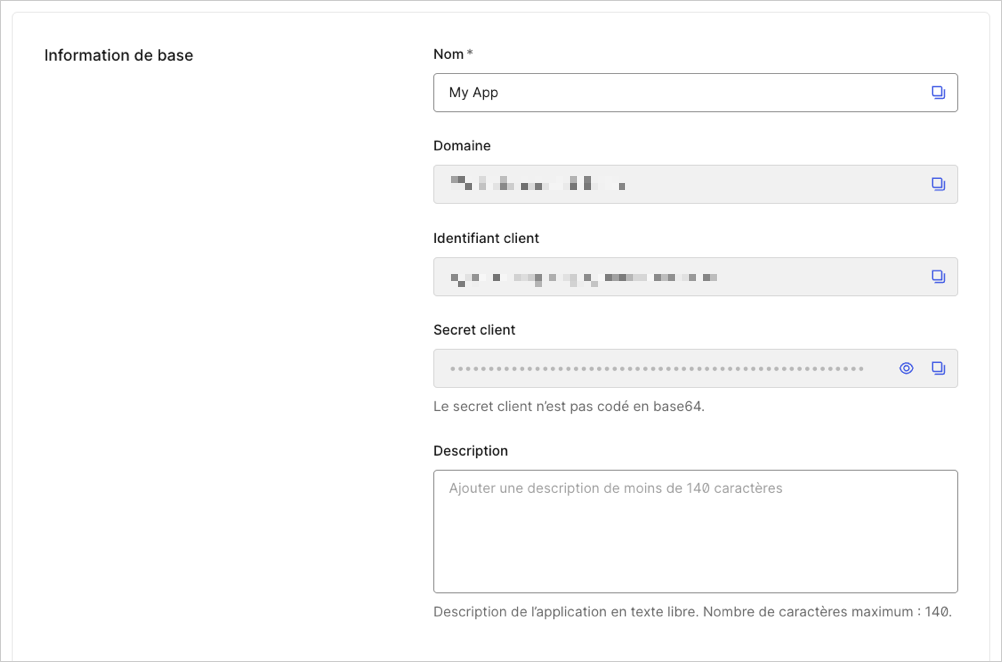 Information de base
Nom *
My App
Domaine
Identifiant client
Secret client
Le secret client n’est pas codé en base64.
Description
Ajouter une description de moins de 140 caractères
Description de l’application en texte libre. Nombre de caractères maximum : 140.